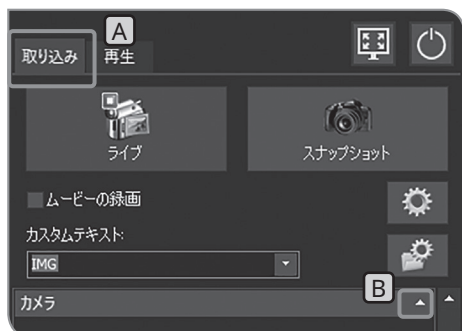 A
取り込み 再生
ライブ スナップショット
ムービーの録画
カスタムテキスト:
IMG
B
カメラ